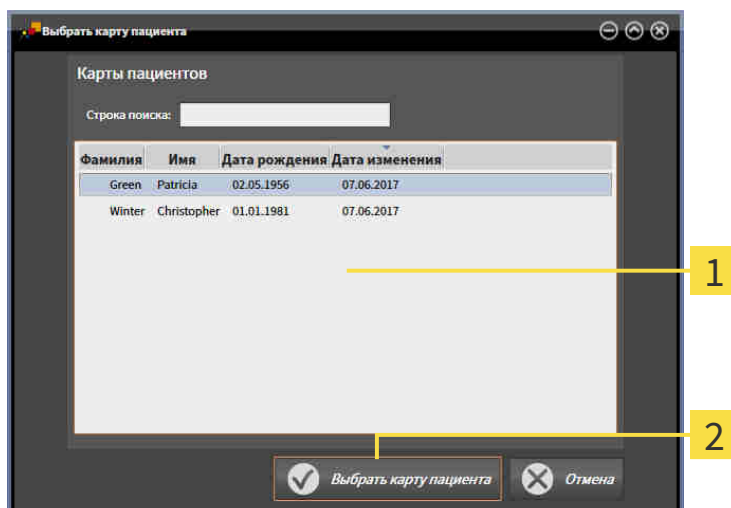 Выбрать карту пациента
Карты пациентов
Строка поиска:
Фамилия Имя Дата рождения Дата изменения
Green Patricia 02.05.1956 07.06.2017
Winter Christopher 01.01.1981 07.06.2017
1
2
Выбрать карту пациента Отмена